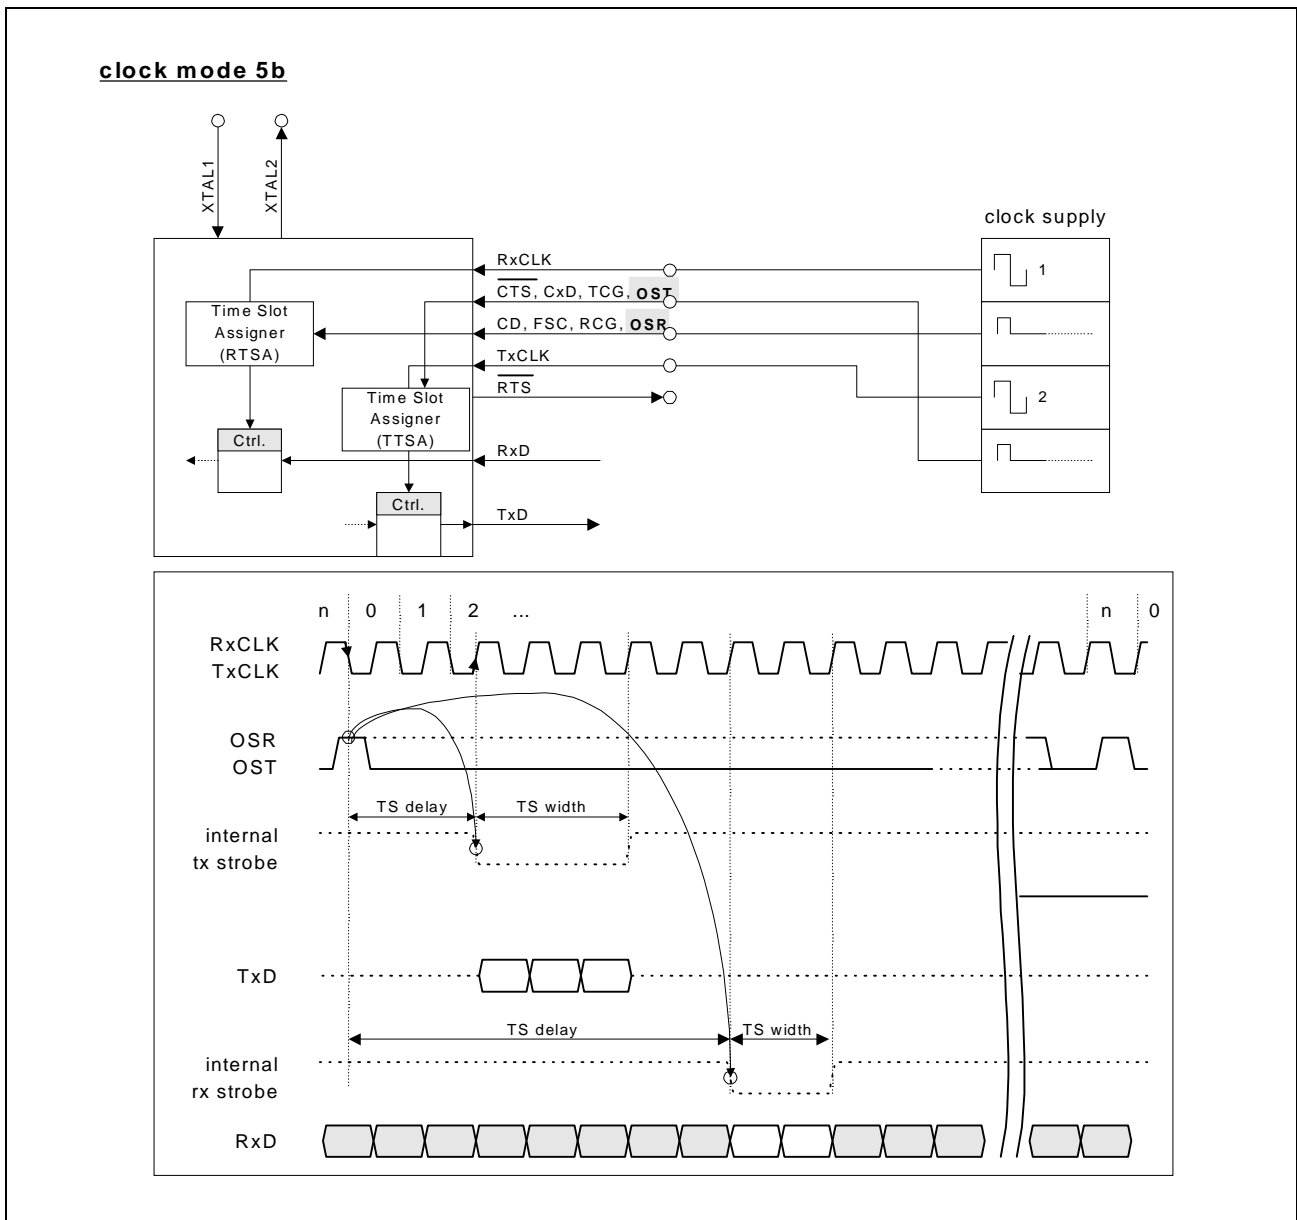 clock mode 5b
XTAL1
XTAL2
clock supply
RxCLK
1
CTS, CxD, TCG, OST
Time Slot
Assigner
(RTSA)
CD, FSC, RCG, OSR
TxCLK
RTS
2
Time Slot
Assigner
(TTSA)
Ctrl.
RxD
Ctrl.
TxD
n 0 1 2 ... n 0
RxCLK
TxCLK
OSR
OST
TS delay TS width
internal
tx strobe
TxD
TS delay TS width
internal
rx strobe
RxD